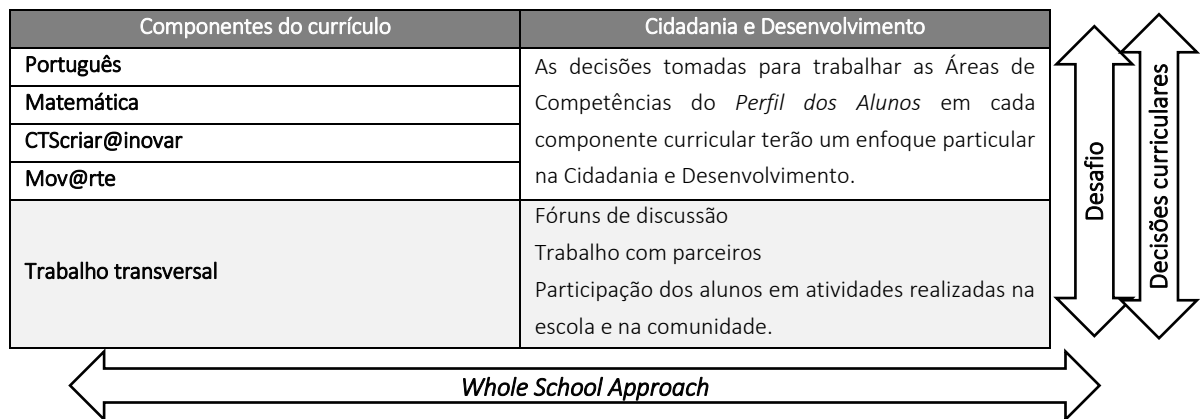 Componentes do currículo
Cidadania e Desenvolvimento
Português
Matemática
CTScriar@inovar
Mov@rte
As decisões tomadas para trabalhar as Áreas de
Competências do Perfil dos Alunos em cada
componente curricular terão um enfoque particular
na Cidadania e Desenvolvimento.
Trabalho transversal
Fóruns de discussão
Trabalho com parceiros
Participação dos alunos em atividades realizadas na
escola e na comunidade.
Desafio
Decisões curriculares
Whole School Approach